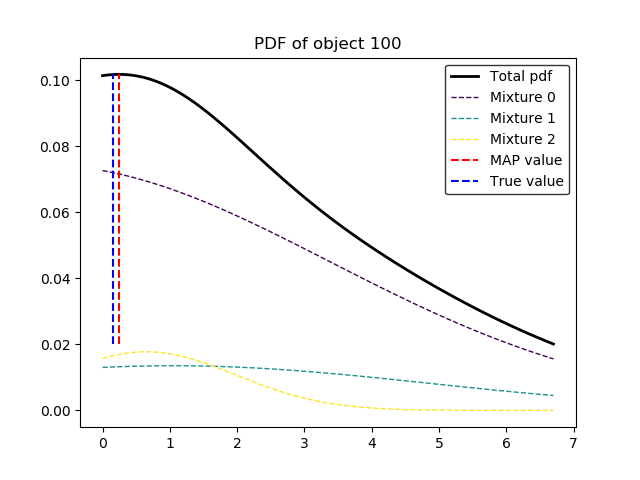 PDF of object 100
Total pdf
Mixture 0
Mixture 1
Mixture 2
MAP value
True value
0.10
0.08
0.06
0.04
0.02
0.00
0 1 2 3 4 5 6 7